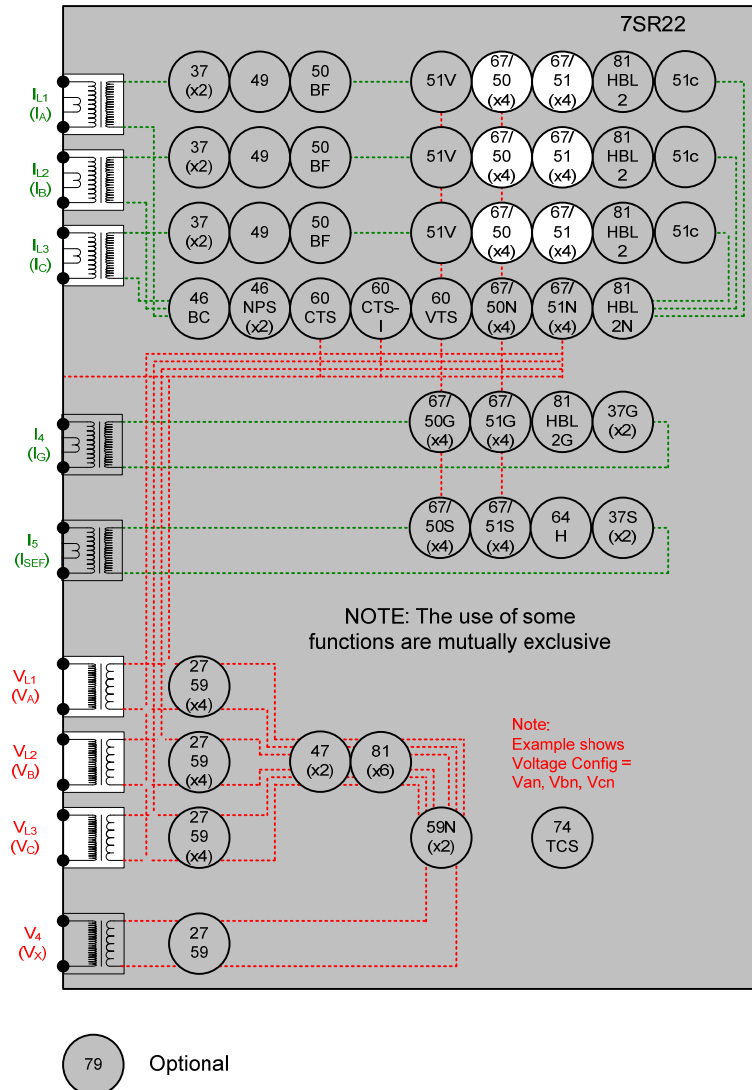 7SR22
IL1
(IA)
37
(x2)
49
50
BF
51V
67/
50
(x4)
67/
51
(x4)
81
HBL
2
51c
IL2
(IB)
37
(x2)
49
50
BF
51V
67/
50
(x4)
67/
51
(x4)
81
HBL
2
51c
IL3
(IC)
37
(x2)
49
50
BF
51V
67/
50
(x4)
67/
51
(x4)
81
HBL
2
51c
46
BC
46
NPS
(x2)
60
CTS
60
CTS-
I
60
VTS
67/
50N
(x4)
67/
51N
(x4)
81
HBL
2N
I4
(IG)
67/
50G
(x4)
67/
51G
(x4)
81
HBL
2G
37G
(x2)
I5
(ISEF)
67/
50S
(x4)
67/
51S
(x4)
64
H
37S
(x2)
NOTE: The use of some
functions are mutually exclusive
VL1
(VA)
27
59
(x4)
VL2
(VB)
27
59
(x4)
47
(x2)
81
(x6)
Note:
Example shows
Voltage Config =
Van, Vbn, Vcn
VL3
(VC)
27
59
(x4)
59N
(x2)
74
TCS
V4
(VX)
27
59
79
Optional